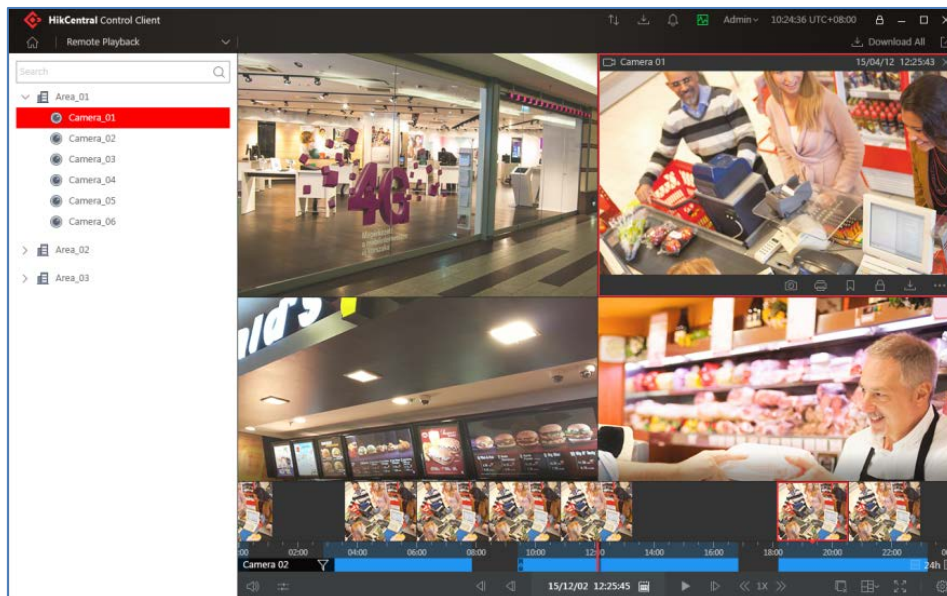 HikCentral Control Client
Admin
10:24:36 UTC+08:00
Remote Playback
Download All
Search
Area_01
Camera_01
Camera_02
Camera_03
Camera_04
Camera_05
Camera_06
Area_02
Area_03
4G
Camera 01
15/04/12 12:25:43
ld's
:00 02:00 04:00 06:00 08:00 10:00 12:00 14:00 16:00 18:00 20:00 22:00
Camera 02
24h
15/12/02 12:25:45
1X